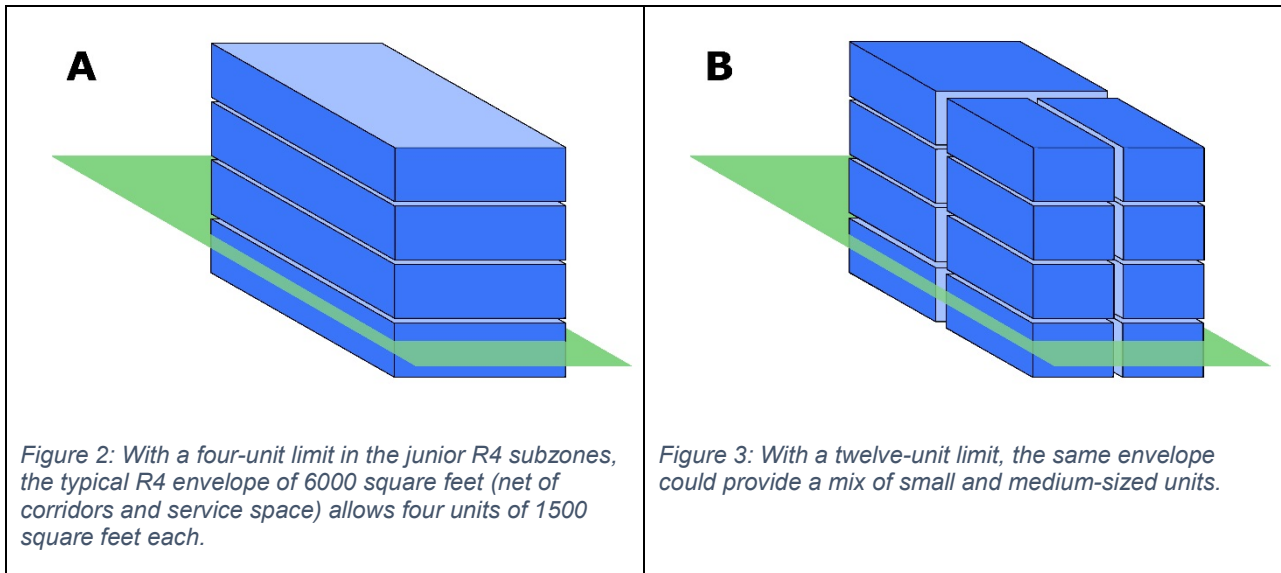 A
B
Figure 2: With a four-unit limit in the junior R4 subzones,
the typical R4 envelope of 6000 square feet (net of
corridors and service space) allows four units of 1500
square feet each.
Figure 3: With a twelve-unit limit, the same envelope
could provide a mix of small and medium-sized units.